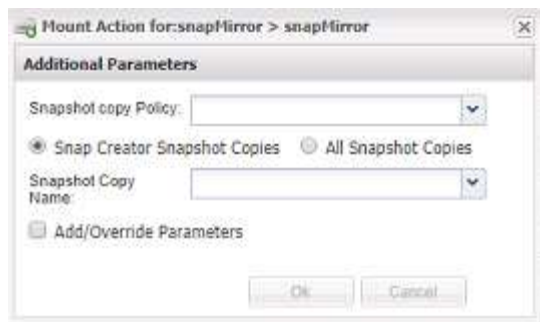 Mount Action for:snapMirror > snapMirror
Additional Parameters
Snapshot copy Policy:
Snap Creator Snapshot Copies All Snapshot Copies
Snapshot Copy
Name:
Add/Override Parameters
Ok Cancel